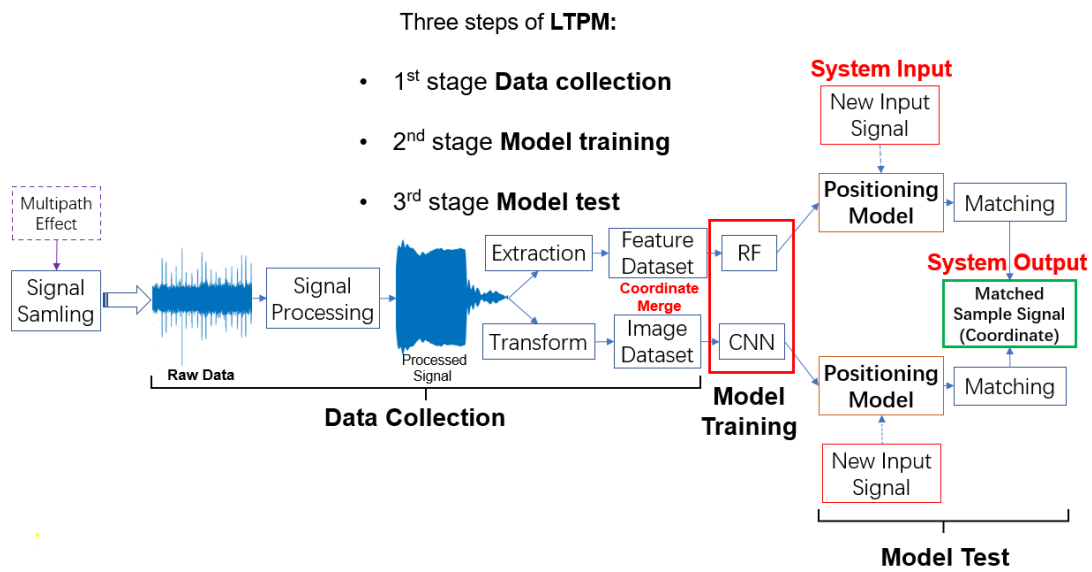 Three steps of LTPM:
• 1st stage Data collection
• 2nd stage Model training
• 3rd stage Model test
Multipath
Effect
Signal
Samling
Raw Data
Signal
Processing
Processed
Signal
Extraction
Transform
Feature
Dataset
Coordinate
Merge
Image
Dataset
Data Collection
RF
CNN
Model
Training
System Input
New Input
Signal
Positioning
Model
Matching
System Output
Matched
Sample Signal
(Coordinate)
Positioning
Model
Matching
New Input
Signal
Model Test